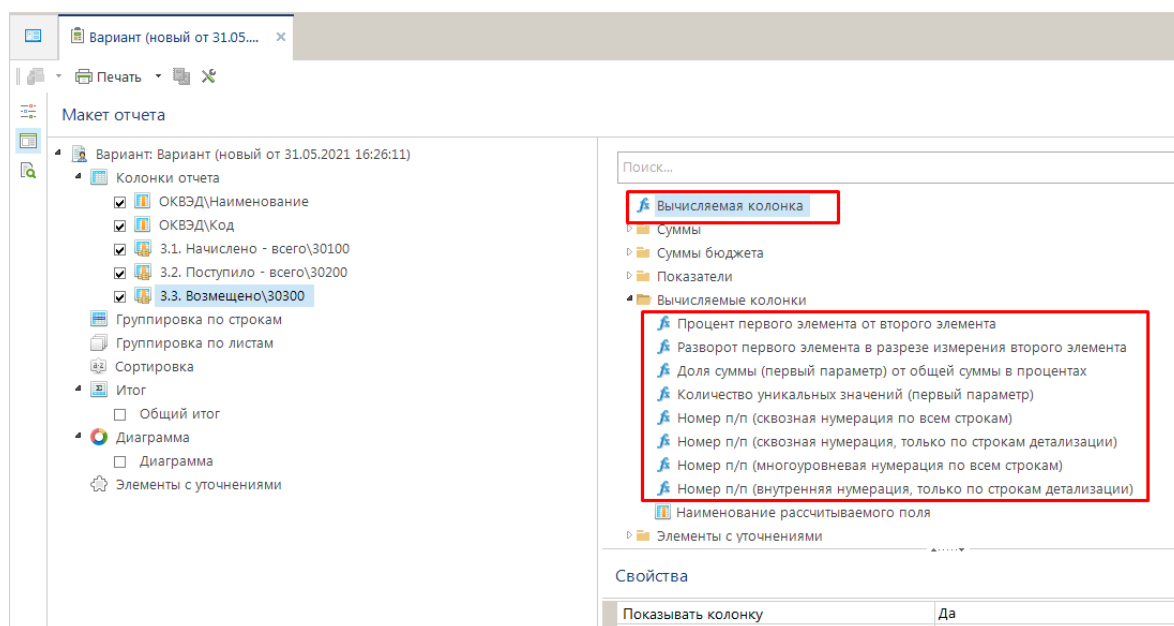 Вариант (новый от 31.05....
Печать
Макет отчета
Вариант: Вариант (новый от 31.05.2021 16:26:11)
Колонки отчета
ОКВЭД\Наименование
ОКВЭД\Код
3.1. Начислено - всего\30100
3.2. Поступило - всего\30200
3.3. Возмещено\30300
Группировка по строкам
Группировка по листам
Сортировка
Итог
Общий итог
Диаграмма
Диаграмма
Элементы с уточнениями
Поиск...
Вычисляемая колонка
Суммы
Суммы бюджета
Показатели
Вычисляемые колонки
Процент первого элемента от второго элемента
Разворот первого элемента в разрезе измерения второго элемента
Доля суммы (первый параметр) от общей суммы в процентах
Количество уникальных значений (первый параметр)
Номер п/п (сквозная нумерация по всем строкам)
Номер п/п (сквозная нумерация, только по строкам детализации)
Номер п/п (многоуровневая нумерация по всем строкам)
Номер п/п (внутренняя нумерация, только по строкам детализации)
Наименование рассчитываемого поля
Элементы с уточнениями
Свойства
Показывать колонку Да